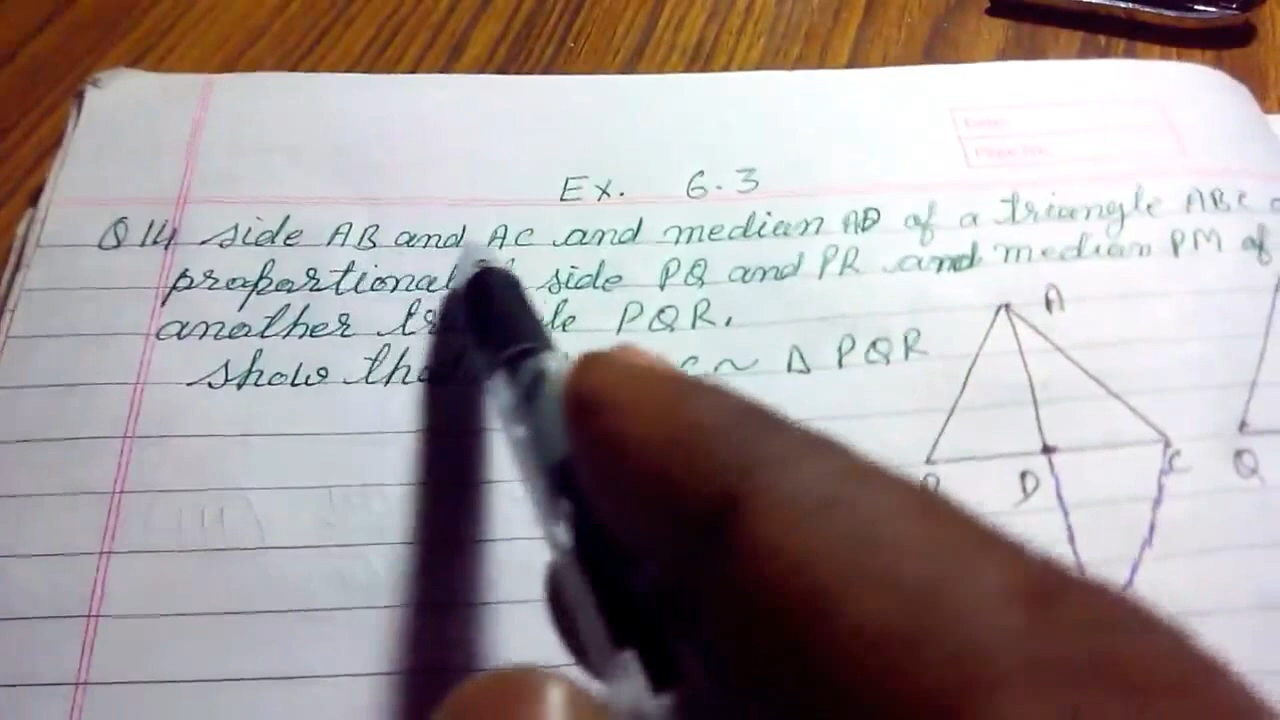 Ex. 6.3
Q 14 side AB and AC and median AD of a triangle ABC
proportional side PQ and PR and median PM of
another le PQR.
show ~ Δ PQR
A
D
C
Q